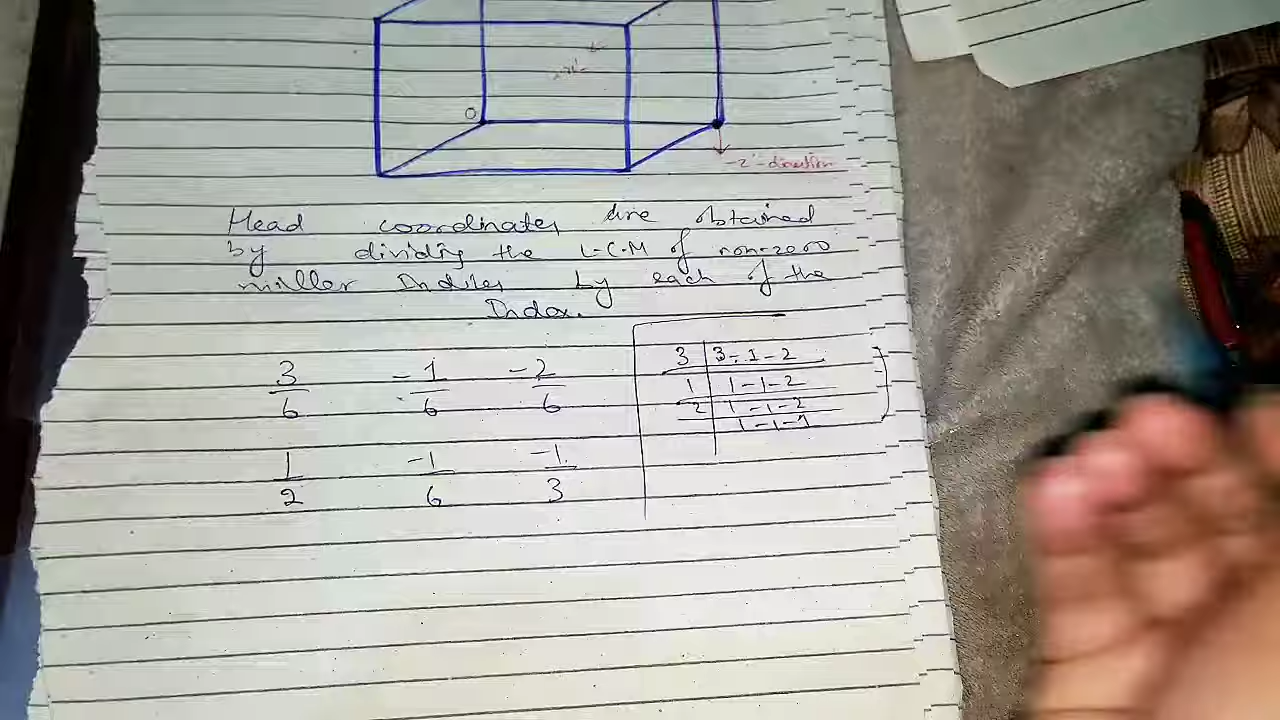 O
-z'-direction
Head coordinates are obtained
by dividing the L-C-M of non-zero
miller Indites by each of the
Index.
3/6 -1/6 -2/6
1/2 -1/6 -1/3
3 | 3-1-2
1 | 1-1-2
2 | 1-1-2
1-1-1